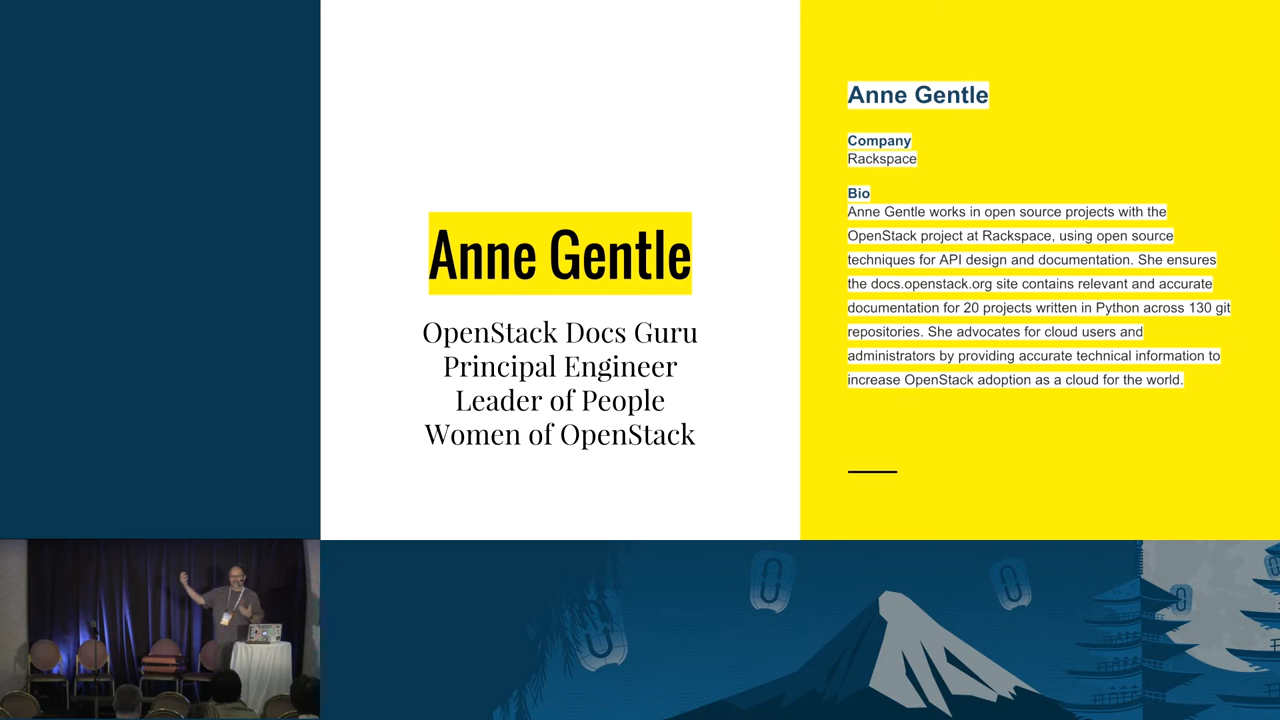 Anne Gentle
OpenStack Docs Guru
Principal Engineer
Leader of People
Women of OpenStack
Anne Gentle
Company
Rackspace
Bio
Anne Gentle works in open source projects with the
OpenStack project at Rackspace, using open source
techniques for API design and documentation. She ensures
the docs.openstack.org site contains relevant and accurate
documentation for 20 projects written in Python across 130 git
repositories. She advocates for cloud users and
administrators by providing accurate technical information to
increase OpenStack adoption as a cloud for the world.